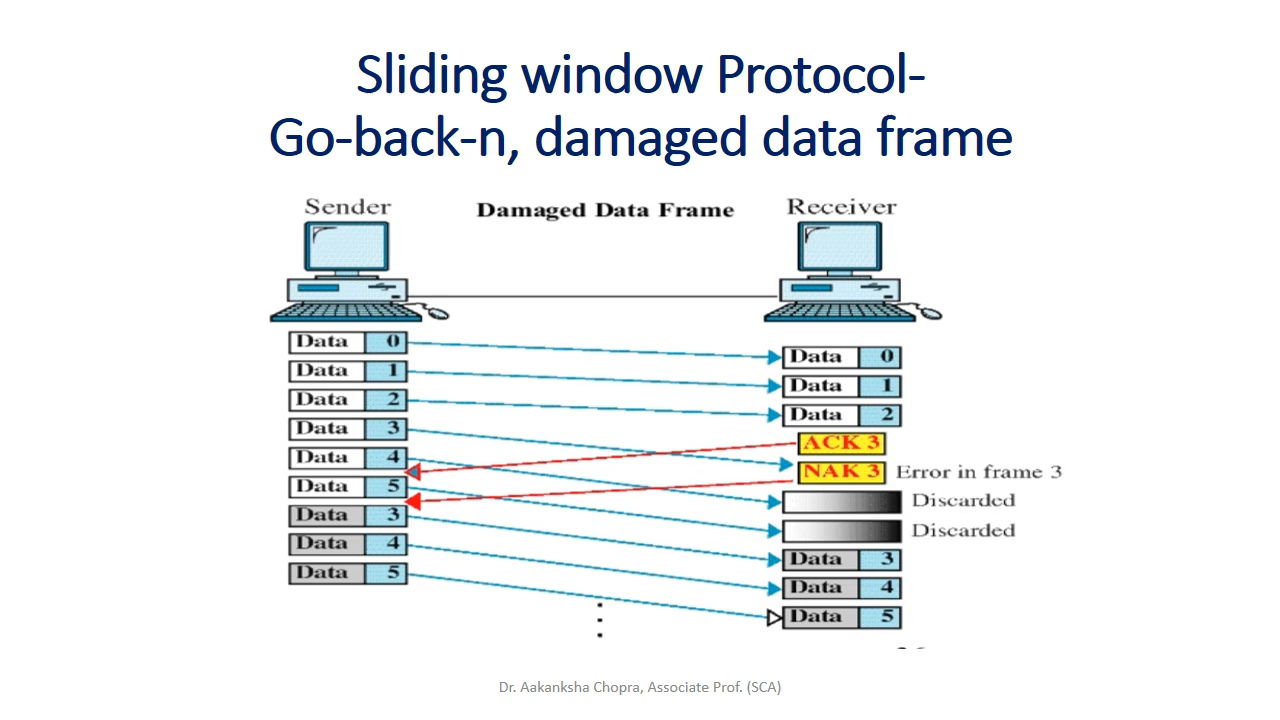 Sliding window Protocol-
Go-back-n, damaged data frame
Sender
Damaged Data Frame
Receiver
Data 0
Data 1
Data 2
Data 3
Data 4
Data 5
Data 3
Data 4
Data 5
Data 0
Data 1
Data 2
ACK 3
NAK 3 Error in frame 3
Discarded
Discarded
Data 3
Data 4
Data 5
Dr. Aakanksha Chopra, Associate Prof. (SCA)